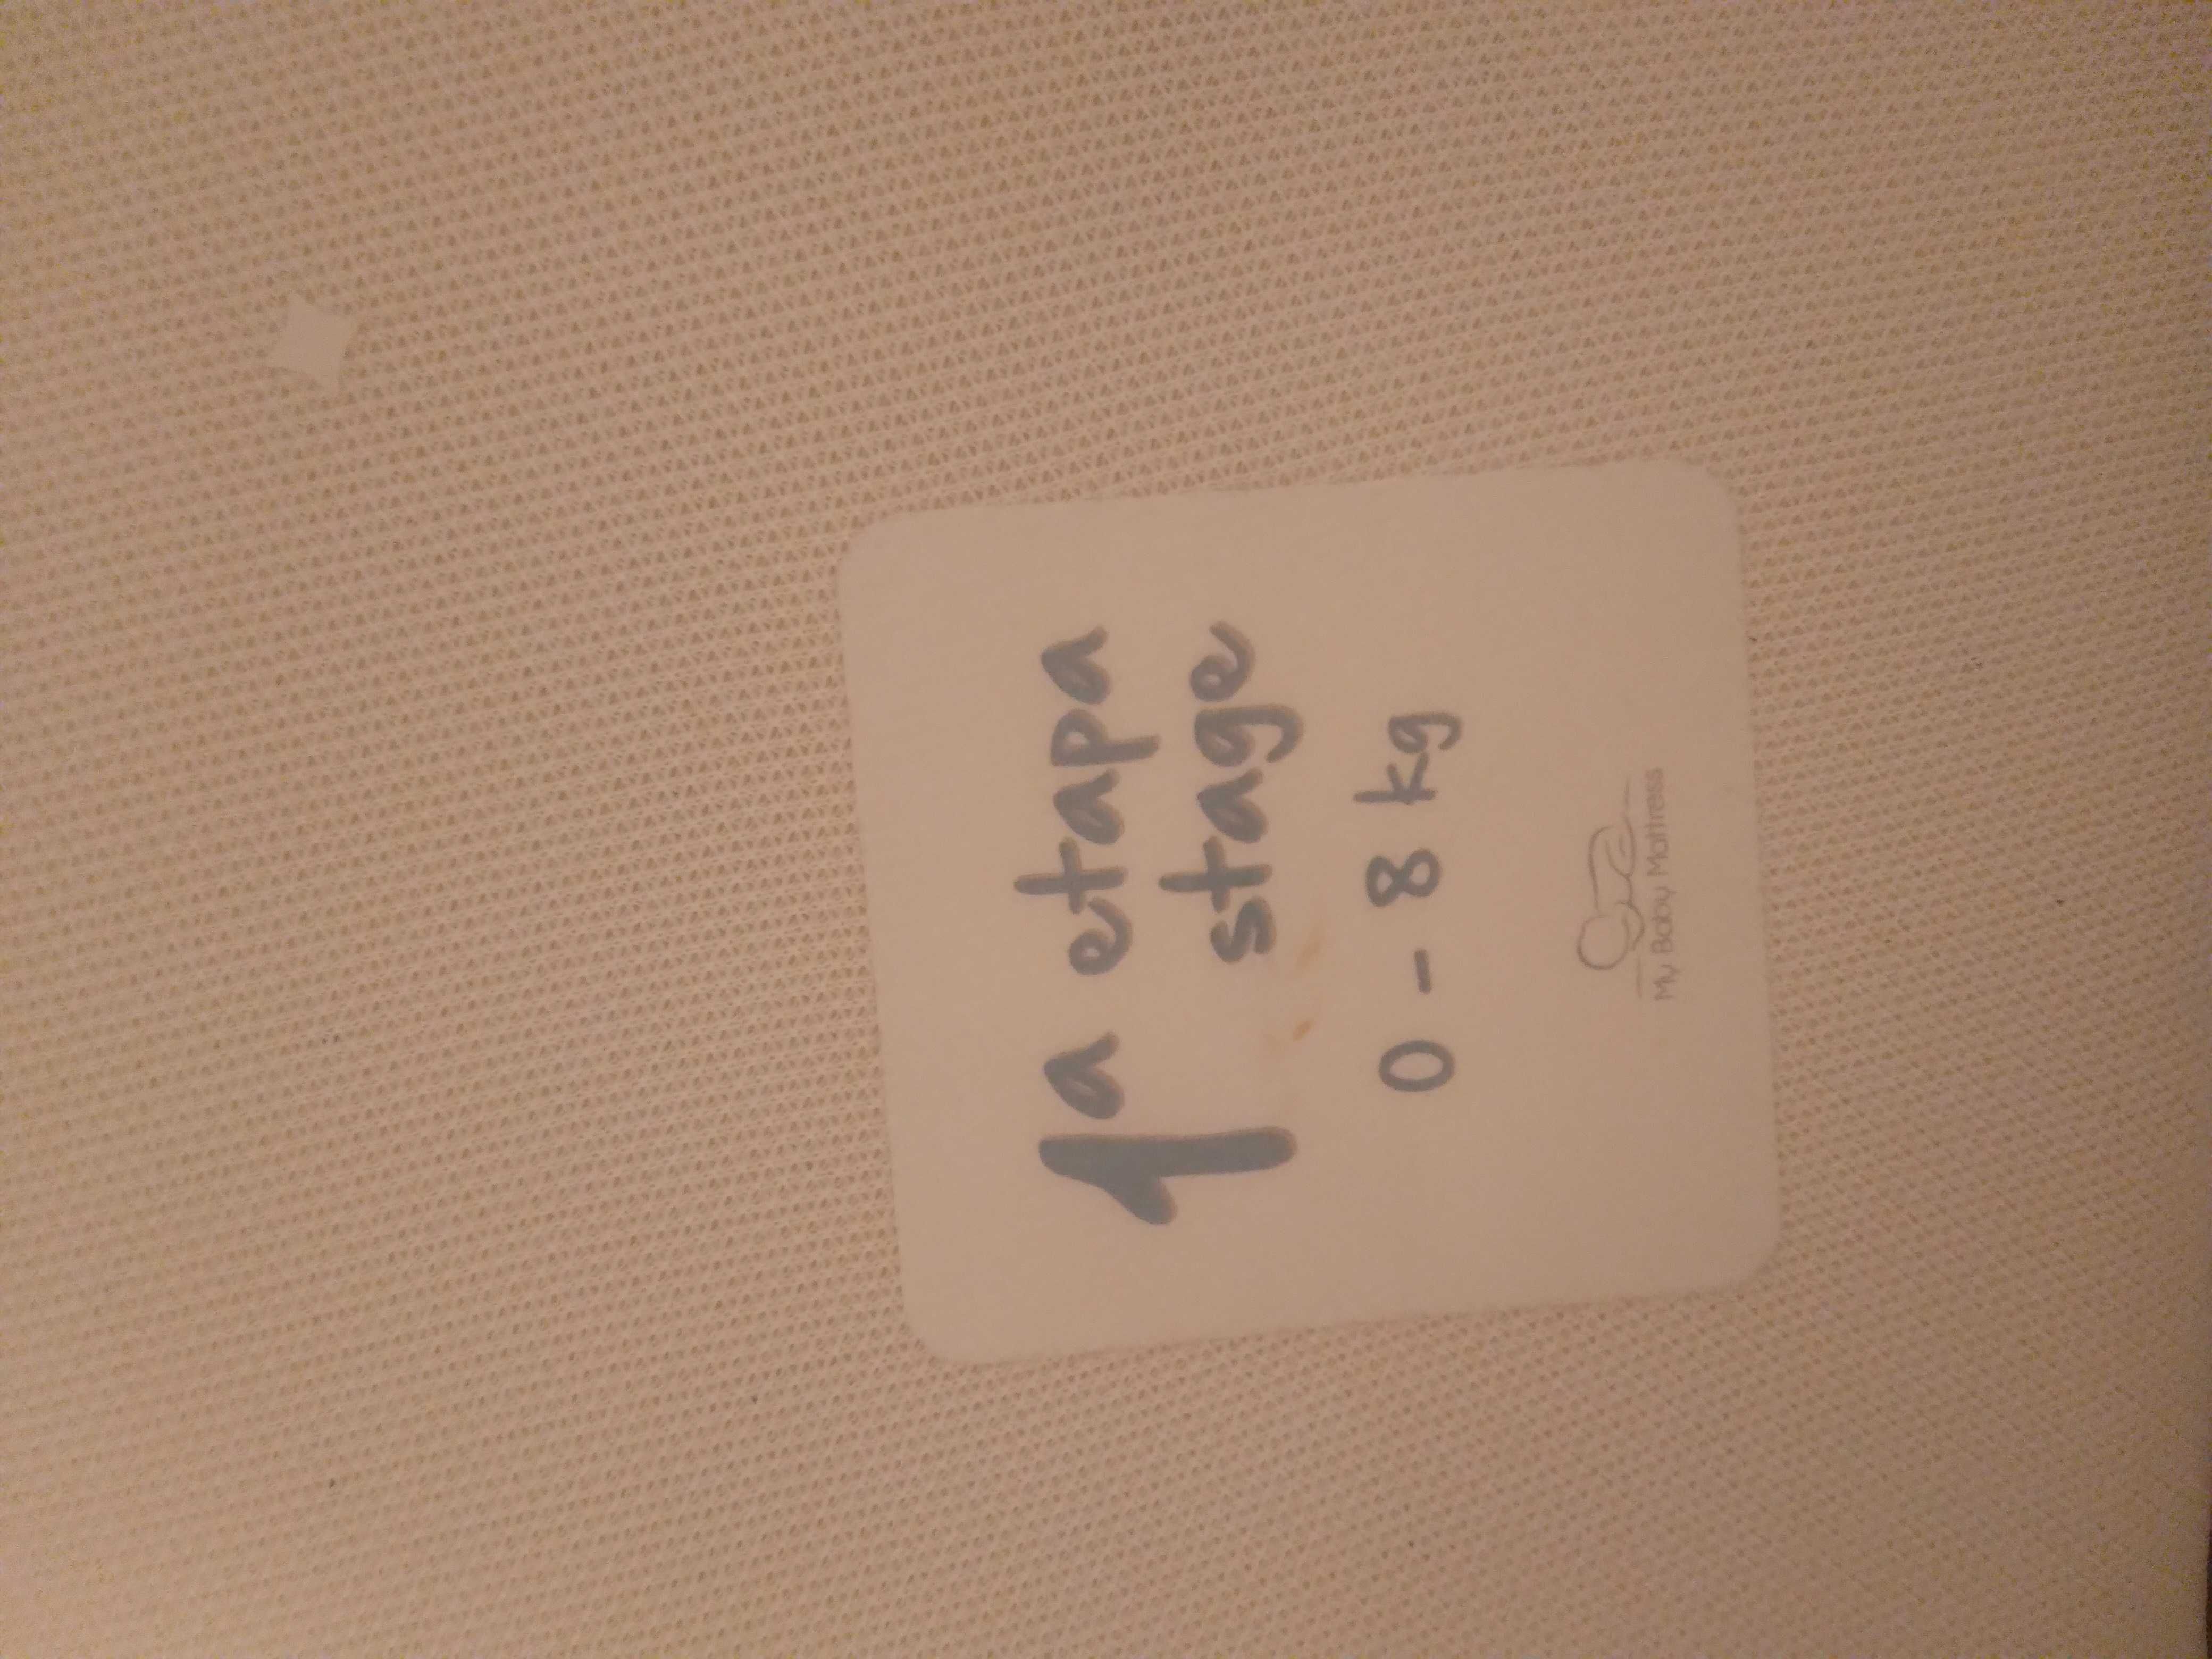 1a etapa
stage
0 - 8 kg
My Baby Mattress